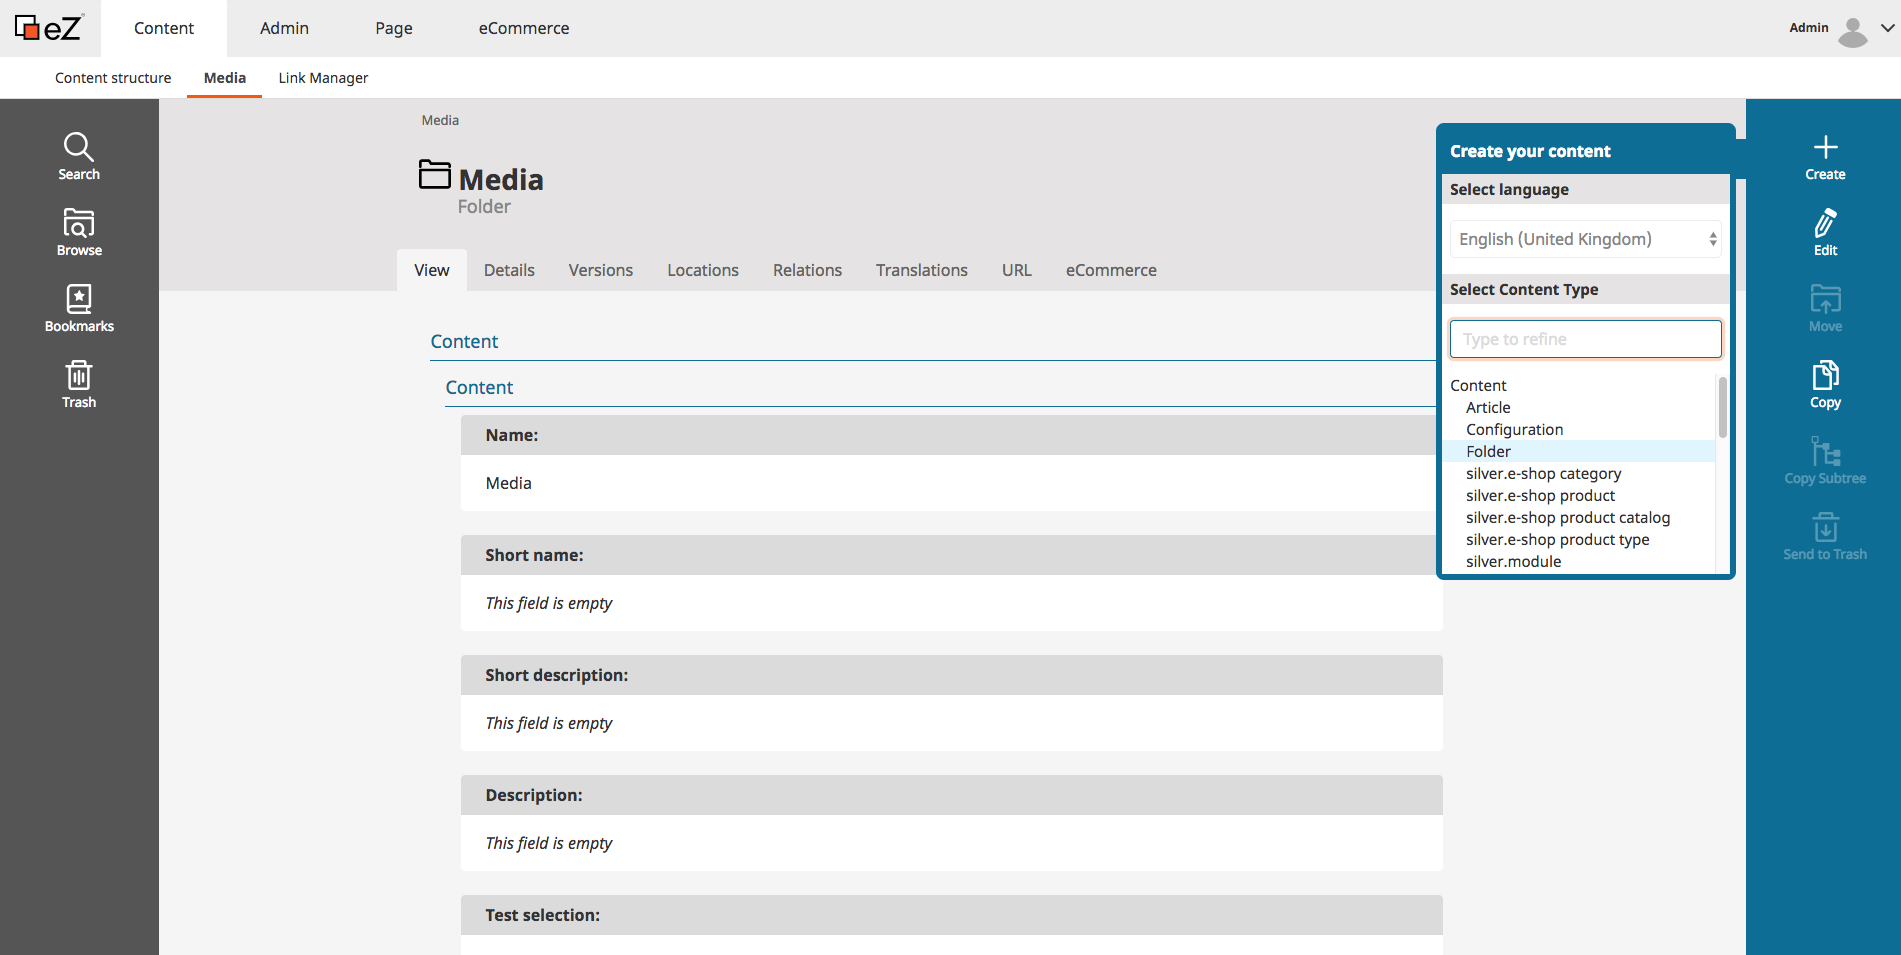 eZ
Content
Admin
Page
eCommerce
Admin
Content structure
Media
Link Manager
Search
Browse
Bookmarks
Trash
Media
Media
Folder
View
Details
Versions
Locations
Relations
Translations
URL
eCommerce
Content
Content
Name:
Media
Short name:
This field is empty
Short description:
This field is empty
Description:
This field is empty
Test selection:
Create your content
Select language
English (United Kingdom)
Select Content Type
Type to refine
Content
Article
Configuration
Folder
silver.e-shop category
silver.e-shop product
silver.e-shop product catalog
silver.e-shop product type
silver.module
Create
Edit
Move
Copy
Copy Subtree
Send to Trash